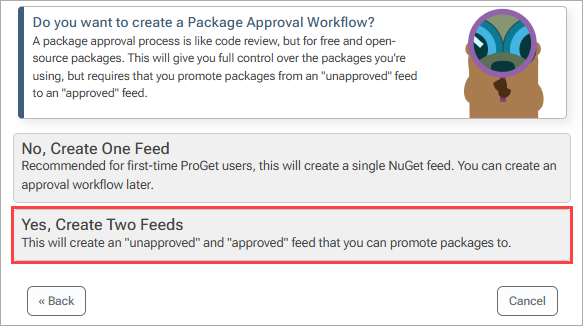 Do you want to create a Package Approval Workflow?
A package approval process is like code review, but for free and open-
source packages. This will give you full control over the packages you're
using, but requires that you promote packages from an "unapproved" feed
to an "approved" feed.
No, Create One Feed
Recommended for first-time ProGet users, this will create a single NuGet feed. You can create an
approval workflow later.
Yes, Create Two Feeds
This will create an "unapproved" and "approved" feed that you can promote packages to.
« Back
Cancel